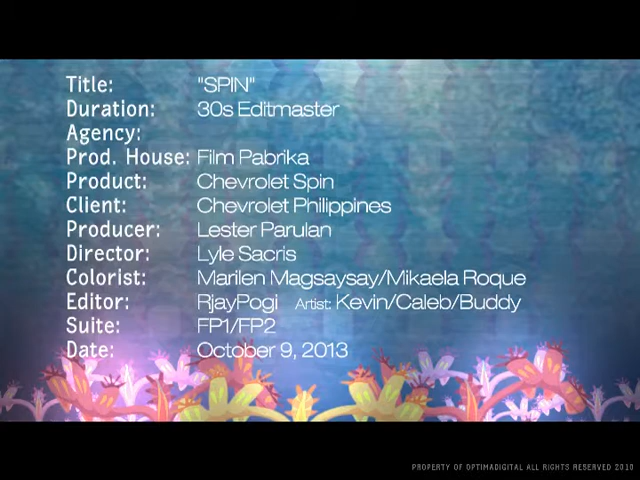 Title: "SPIN"
Duration: 30s Editmaster
Agency:
Prod. House: Film Pabrika
Product: Chevrolet Spin
Client: Chevrolet Philippines
Producer: Lester Parulan
Director: Lyle Sacris
Colorist: Marilen Magsaysay/Mikaela Roque
Editor: RjayPogi Artist: Kevin/Caleb/Buddy
Suite: FP1/FP2
Date: October 9, 2013
PROPERTY OF OPTIMADIGITAL ALL RIGHTS RESERVED 2010